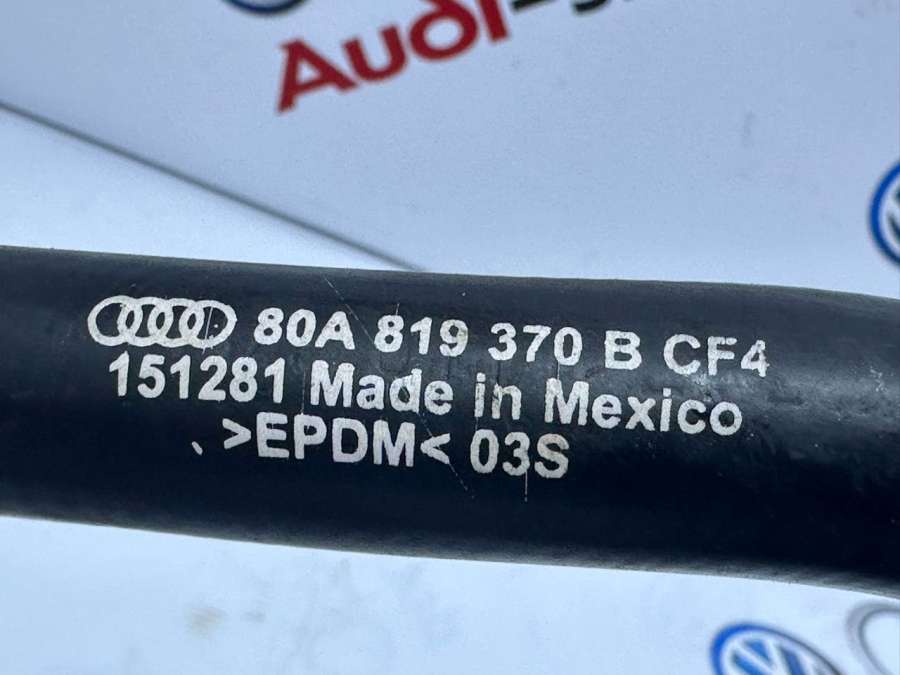 Audi
80A 819 370 B CF4
151281 Made in Mexico
>EPDM< 03S